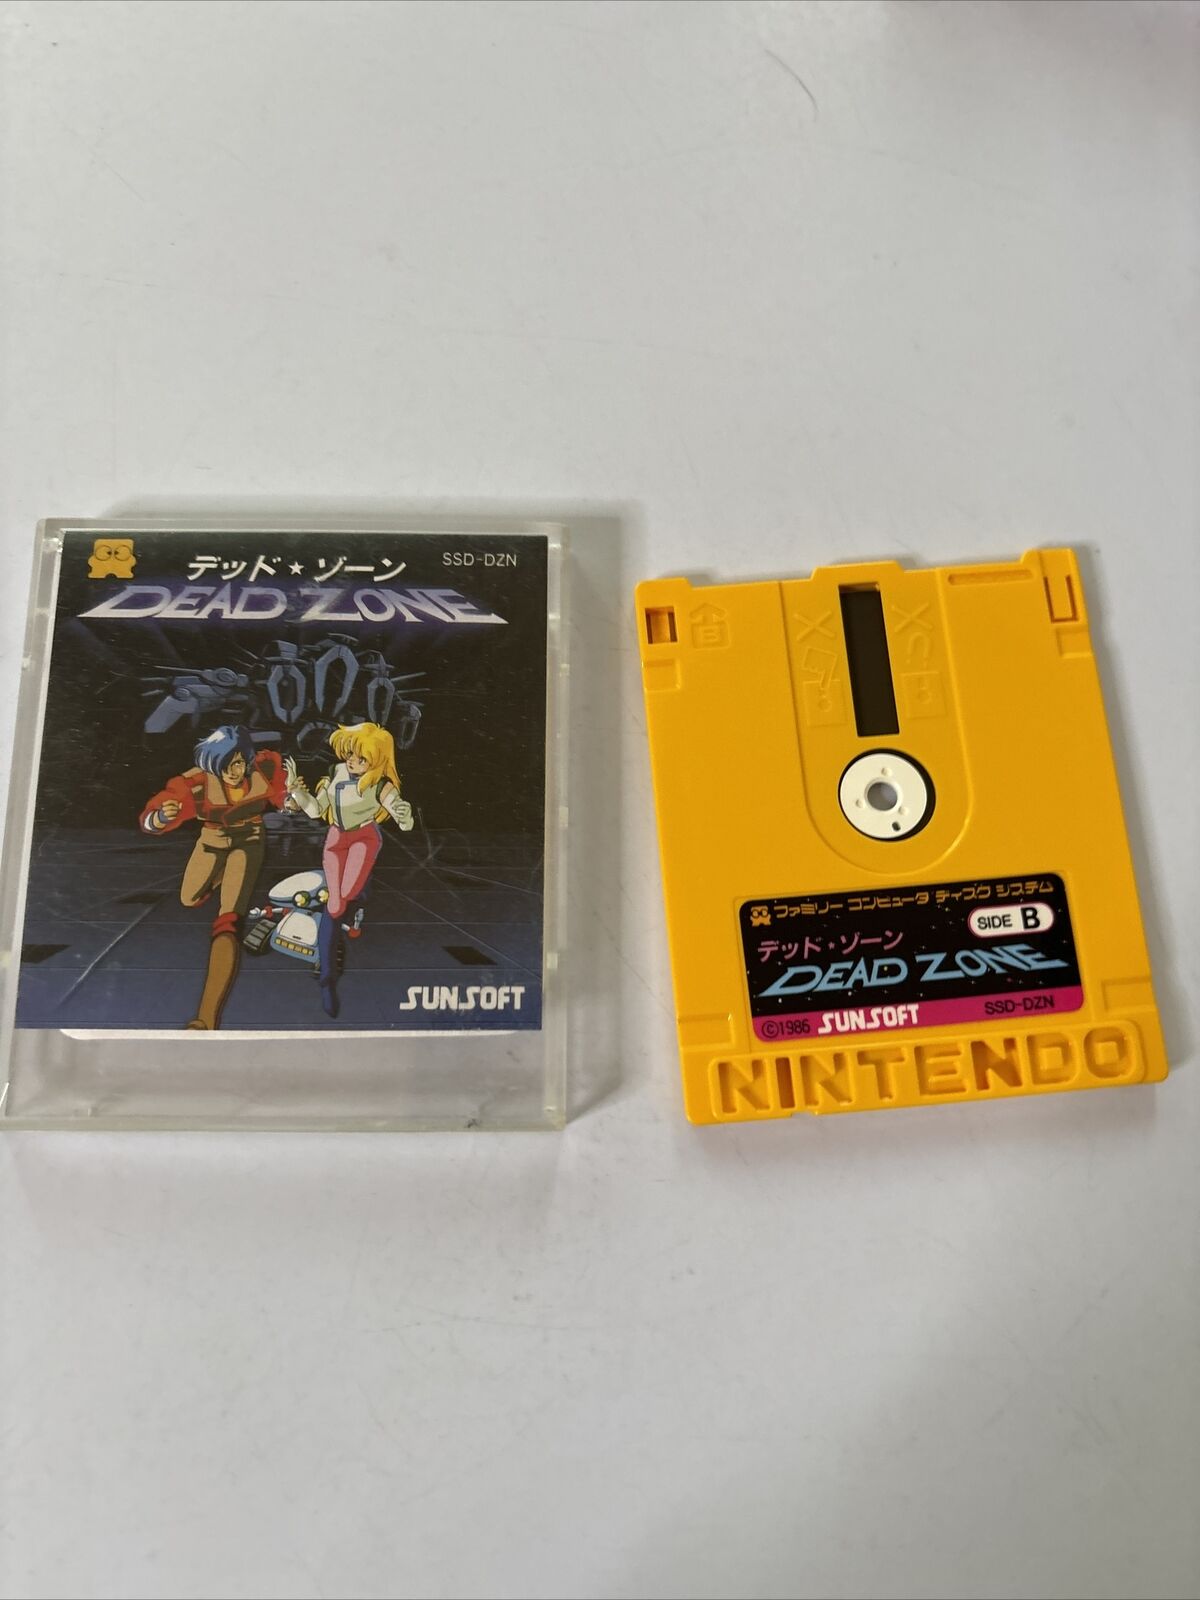 デッド★ゾーン
SSD-DZN
DEAD ZONE
SUNSOFT
B
ファミリー コンピュータ ディスク システム
SIDE B
デッド★ゾーン
DEAD ZONE
SSD-DZN
©1986 SUNSOFT
NINTENDO